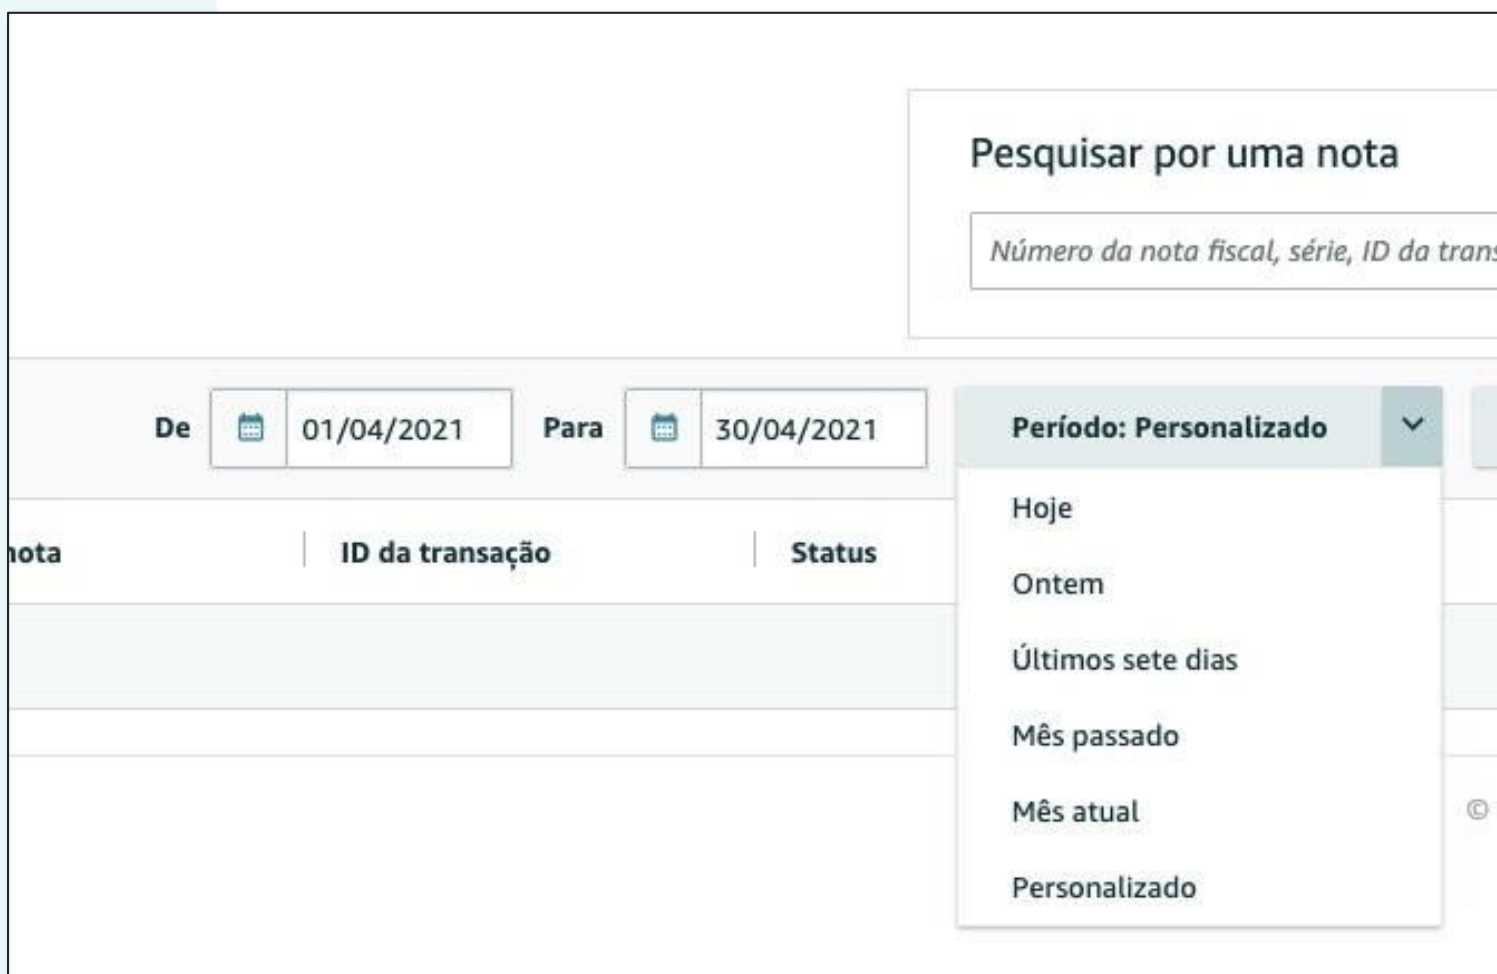 Pesquisar por uma nota
Número da nota fiscal, série, ID da
De 01/04/2021 Para 30/04/2021 Período: Personalizado
ID da transação Status
Hoje
Ontem
Últimos sete dias
Mês passado
Mês atual
Personalizado
©